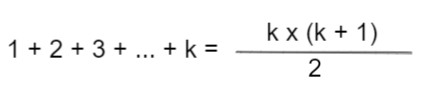 1 + 2 + 3 + ... + k = k x (k + 1)
2